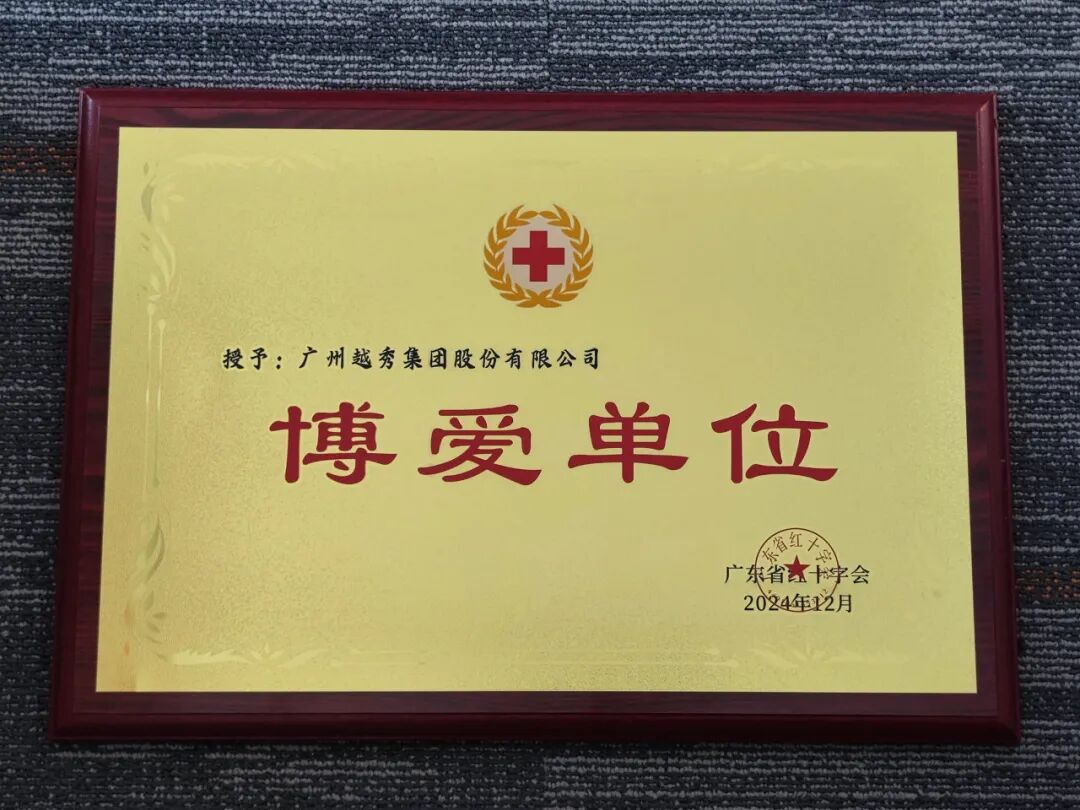 授予：广州越秀集团股份有限公司
博爱单位
广东省红十字会
2024年12月